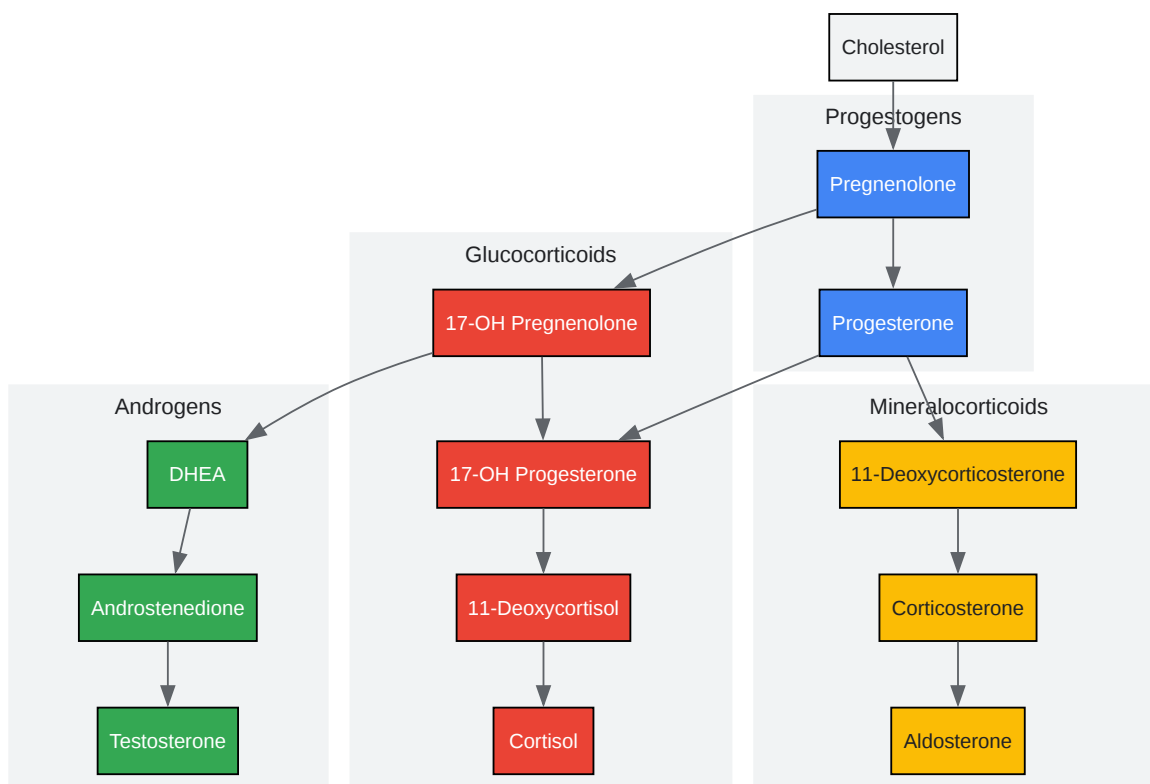 Cholesterol
Progestogens
Pregnenolone
Glucocorticoids
17-OH Pregnenolone
Progesterone
Androgens
Mineralocorticoids
DHEA
17-OH Progesterone
11-Deoxycorticosterone
Androstenedione
11-Deoxycortisol
Corticosterone
Testosterone
Cortisol
Aldosterone